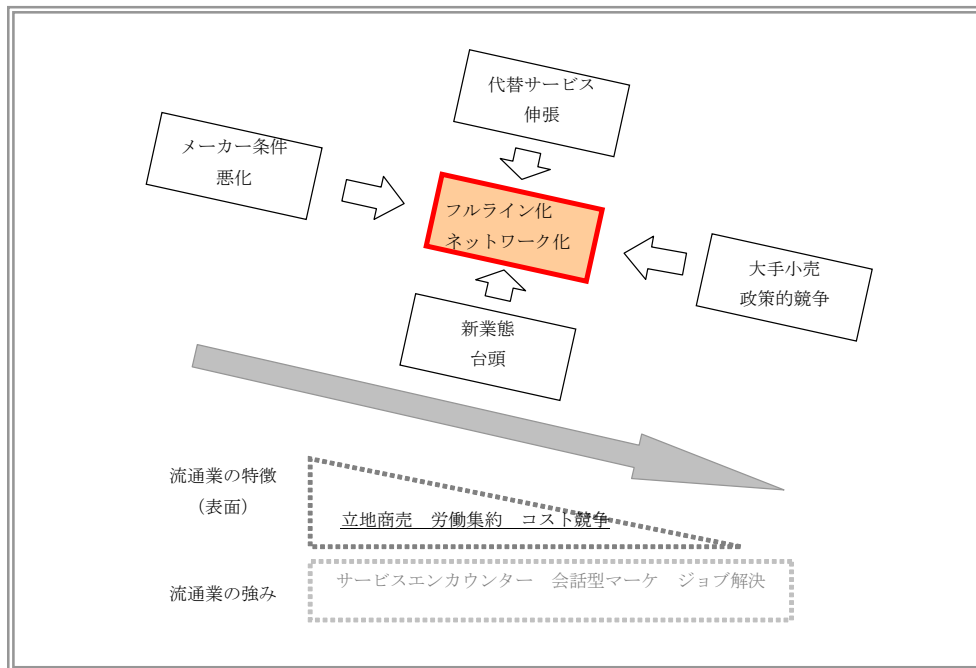 代替サービス
伸張
メーカー条件
悪化
フルライン化
ネットワーク化
大手小売
政策的競争
新業態
台頭
流通業の特徴
（表面）
立地商売　労働集約　コスト競争
サービスエンカウンター　会話型マーケ　ジョブ解決
流通業の強み